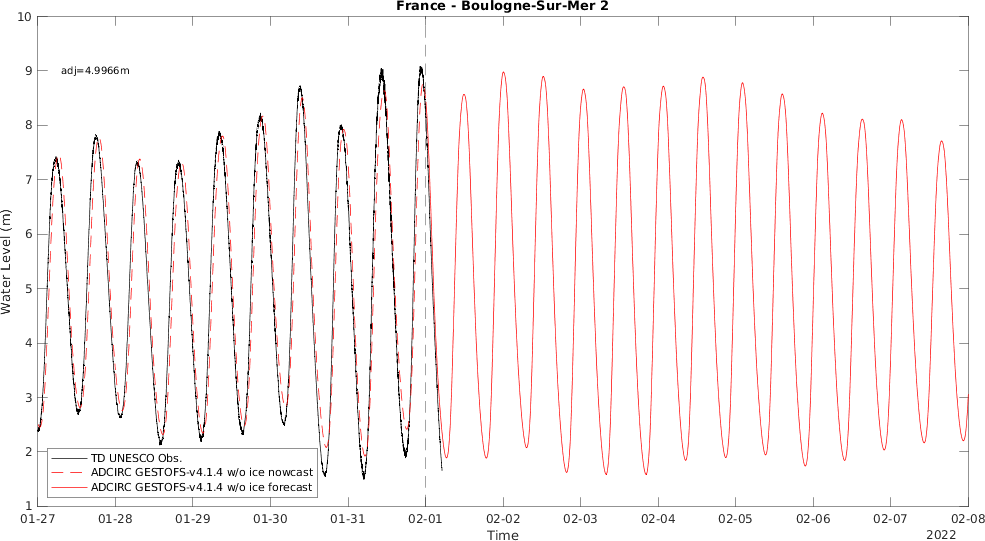 France - Boulogne-Sur-Mer 2
10
9
8
7
6
5
4
3
2
1
Water Level (m)
adj=4.9966m
TD UNESCO Obs.
ADCIRC GESTOFS-v4.1.4 w/o ice nowcast
ADCIRC GESTOFS-v4.1.4 w/o ice forecast
01-27 01-28 01-29 01-30 01-31 02-01 02-02 02-03 02-04 02-05 02-06 02-07 02-08
Time
2022